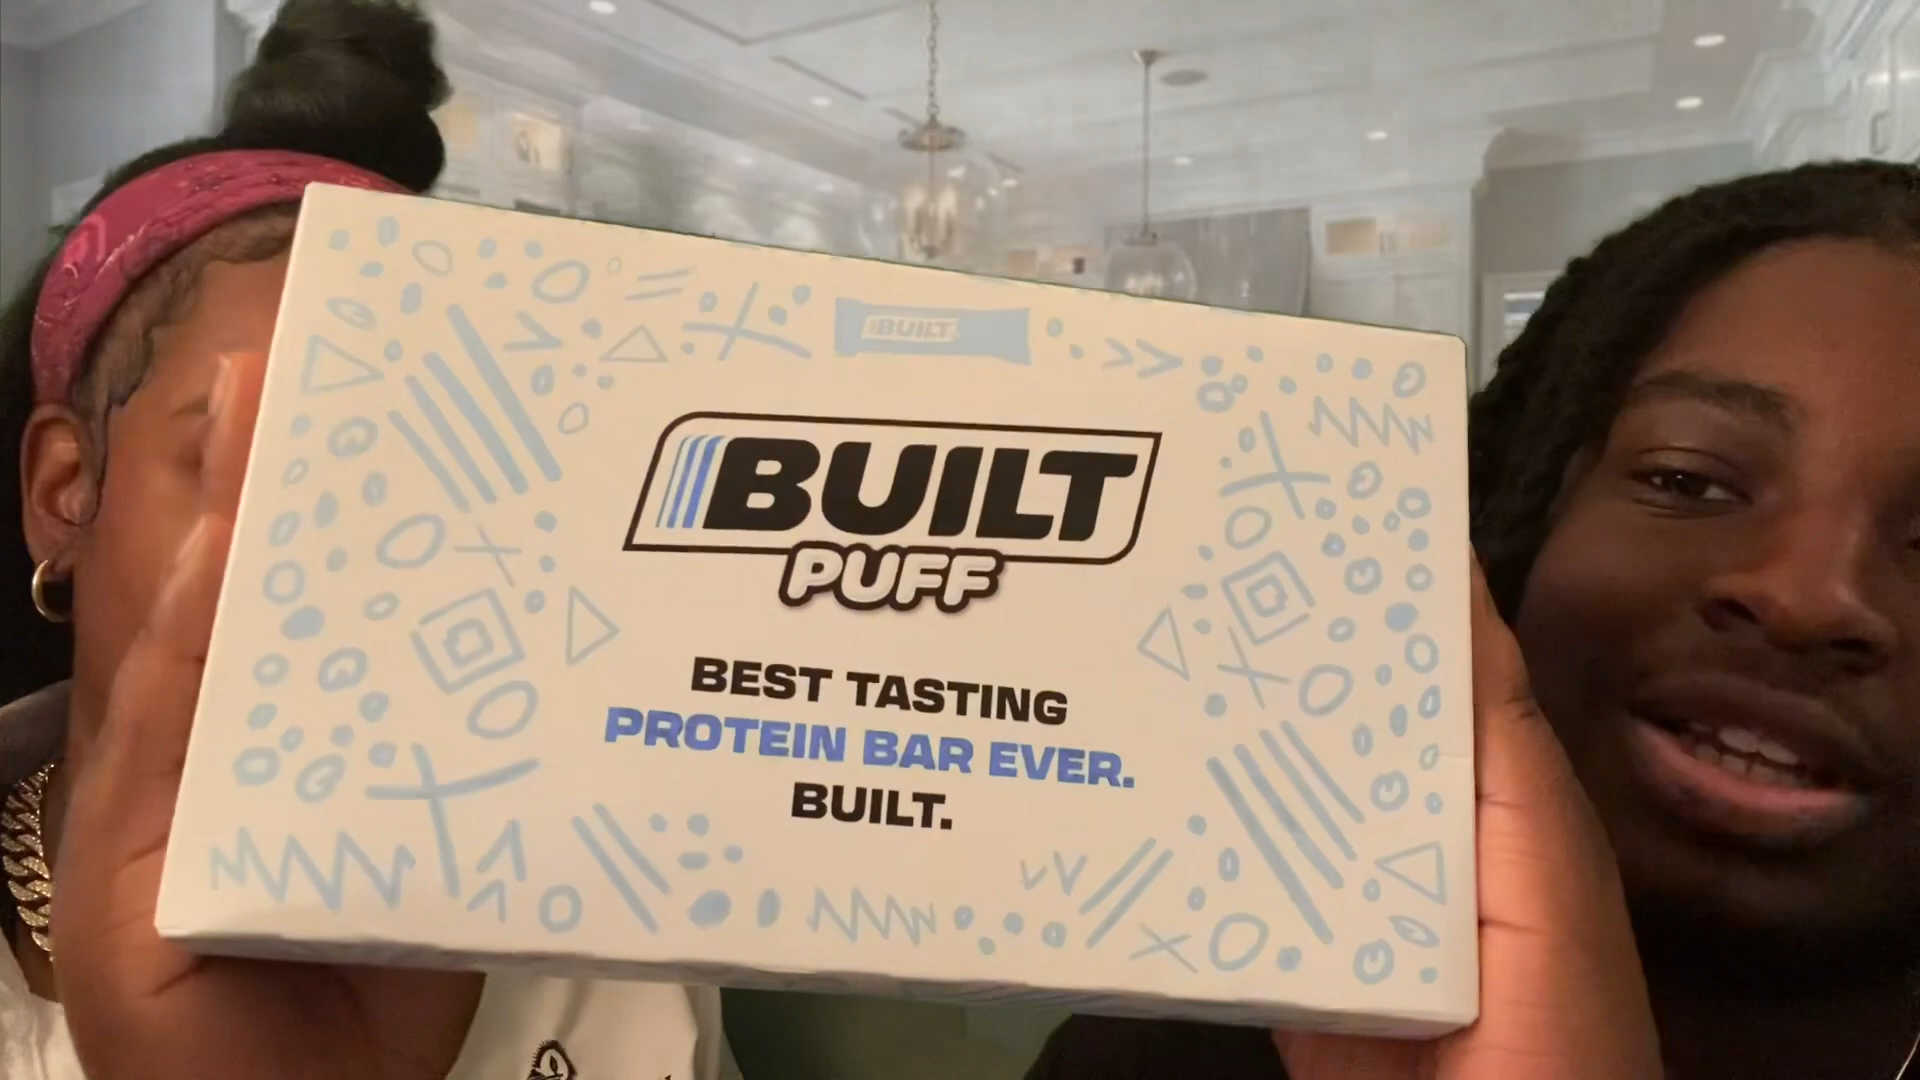 BUILT
BUILT
PUFF
BEST TASTING
PROTEIN BAR EVER.
BUILT.